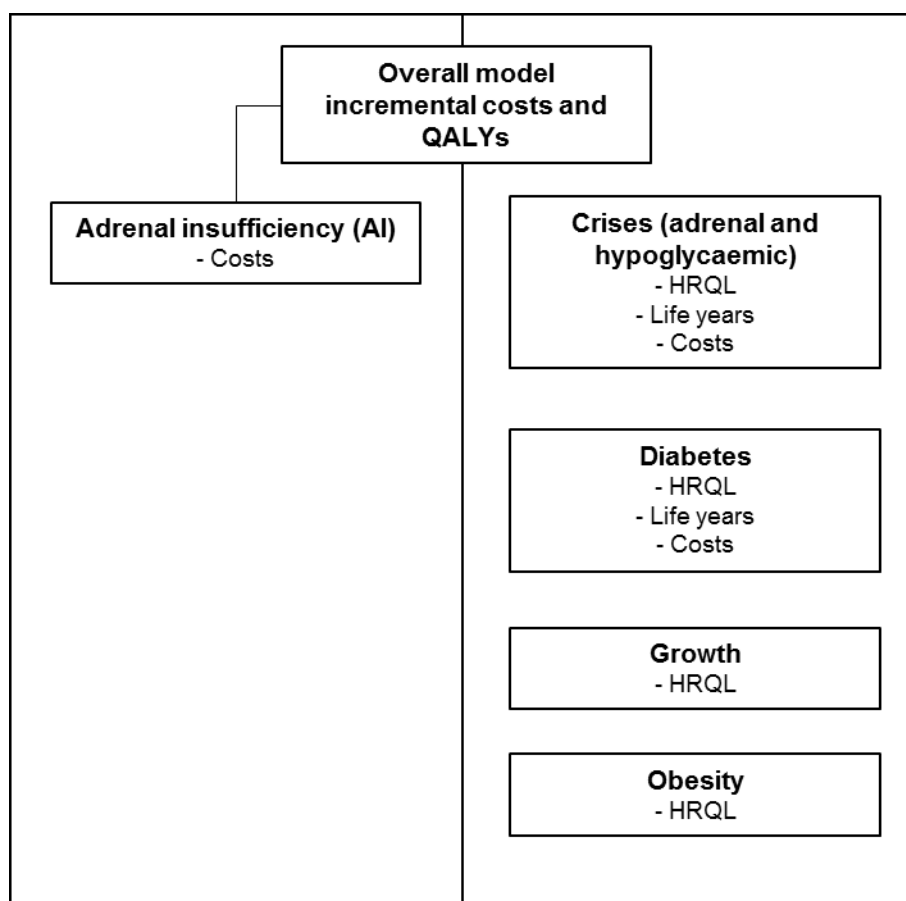 Overall model
incremental costs and
QALYs
Adrenal insufficiency (AI)
- Costs
Crises (adrenal and
hypoglycaemic)
- HRQL
- Life years
- Costs
Diabetes
- HRQL
- Life years
- Costs
Growth
- HRQL
Obesity
- HRQL